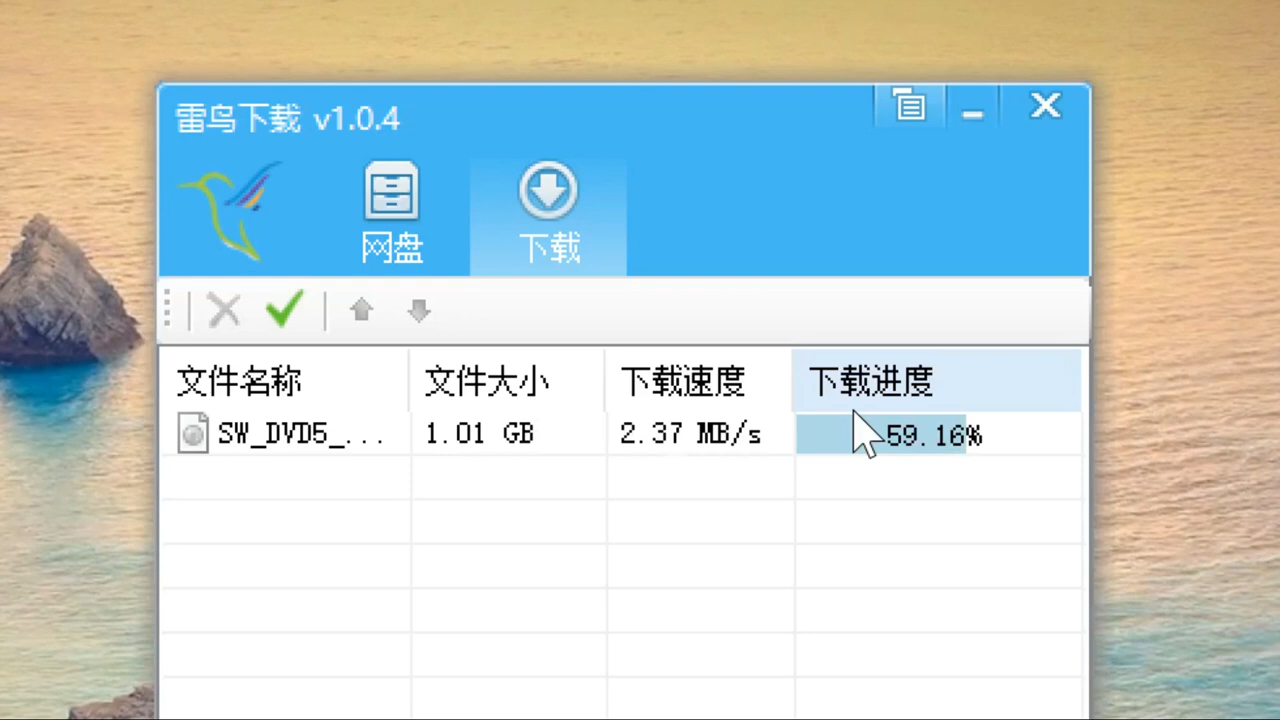 雷鸟下载 v1.0.4
网盘 下载
文件名称 文件大小 下载速度 下载进度
SW_DVD5_... 1.01 GB 2.37 MB/s 59.16%